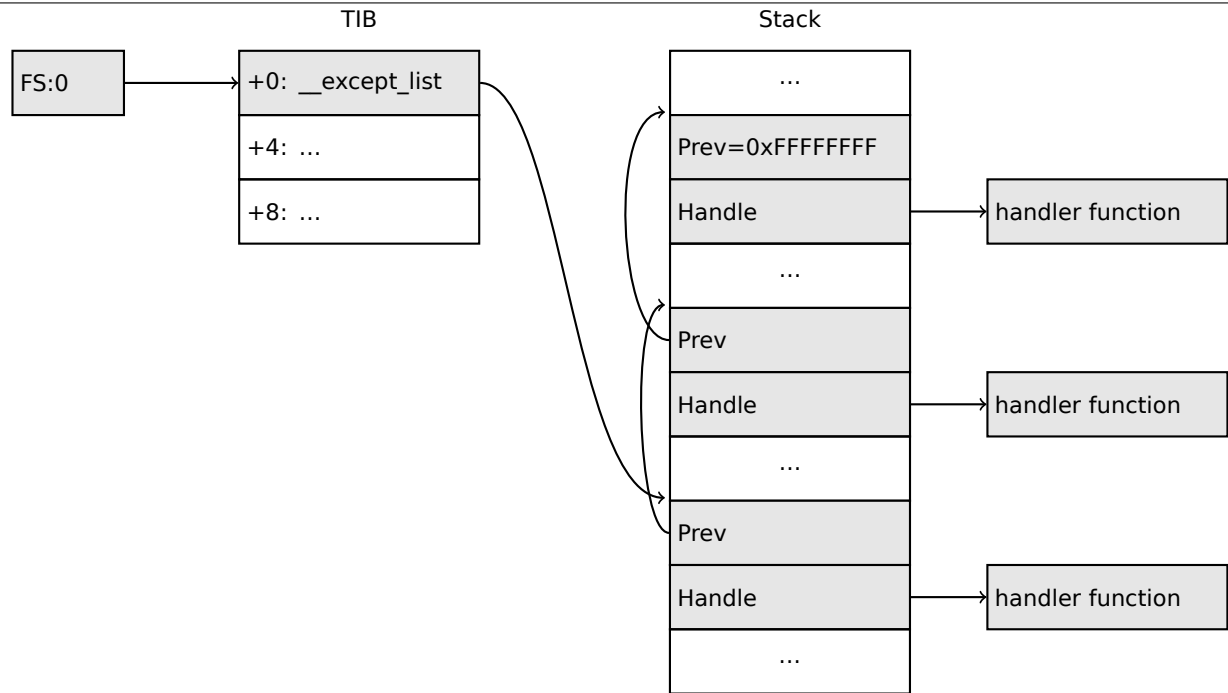 TIB
Stack
FS:0
+0: __except_list
+4: ...
+8: ...
...
Prev=0xFFFFFFFF
Handle
handler function
...
Prev
Handle
handler function
...
Prev
Handle
handler function
...